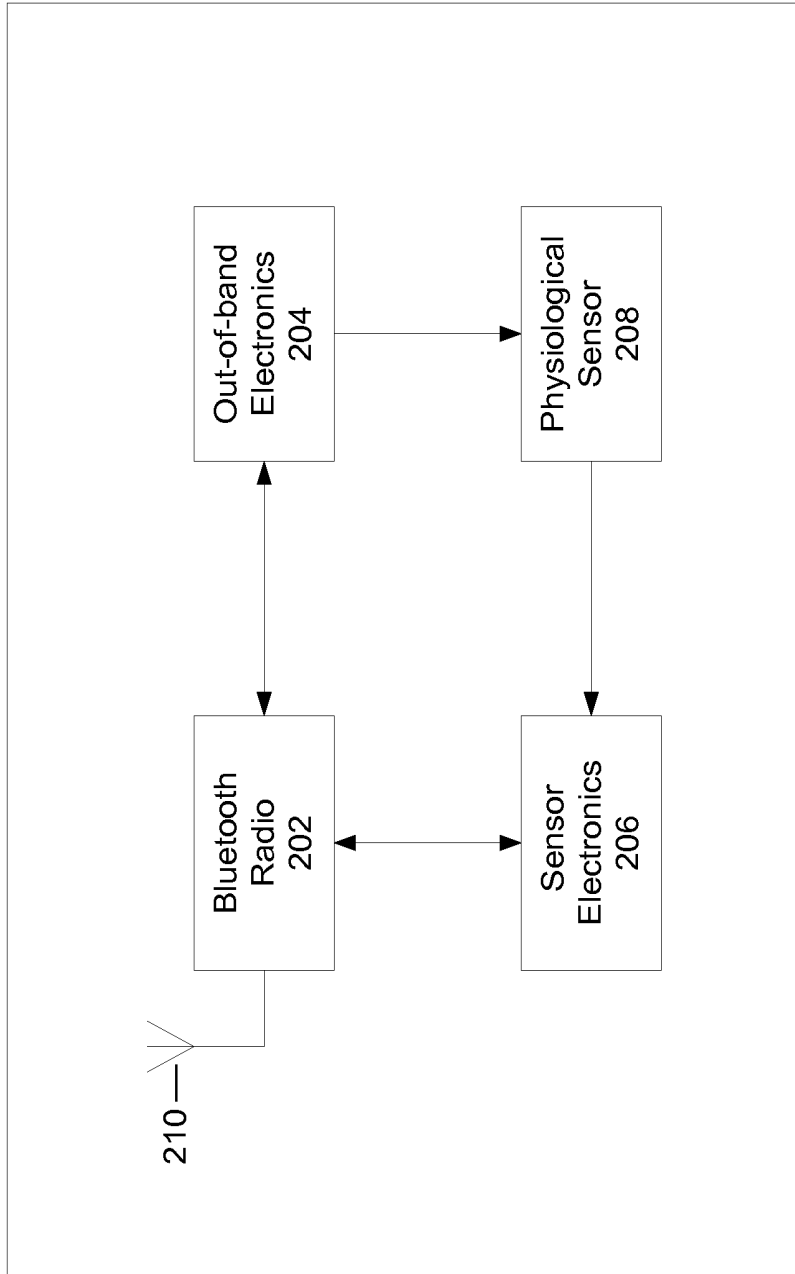 210
Bluetooth
Radio
202
Out-of-band
Electronics
204
Sensor
Electronics
206
Physiological
Sensor
208